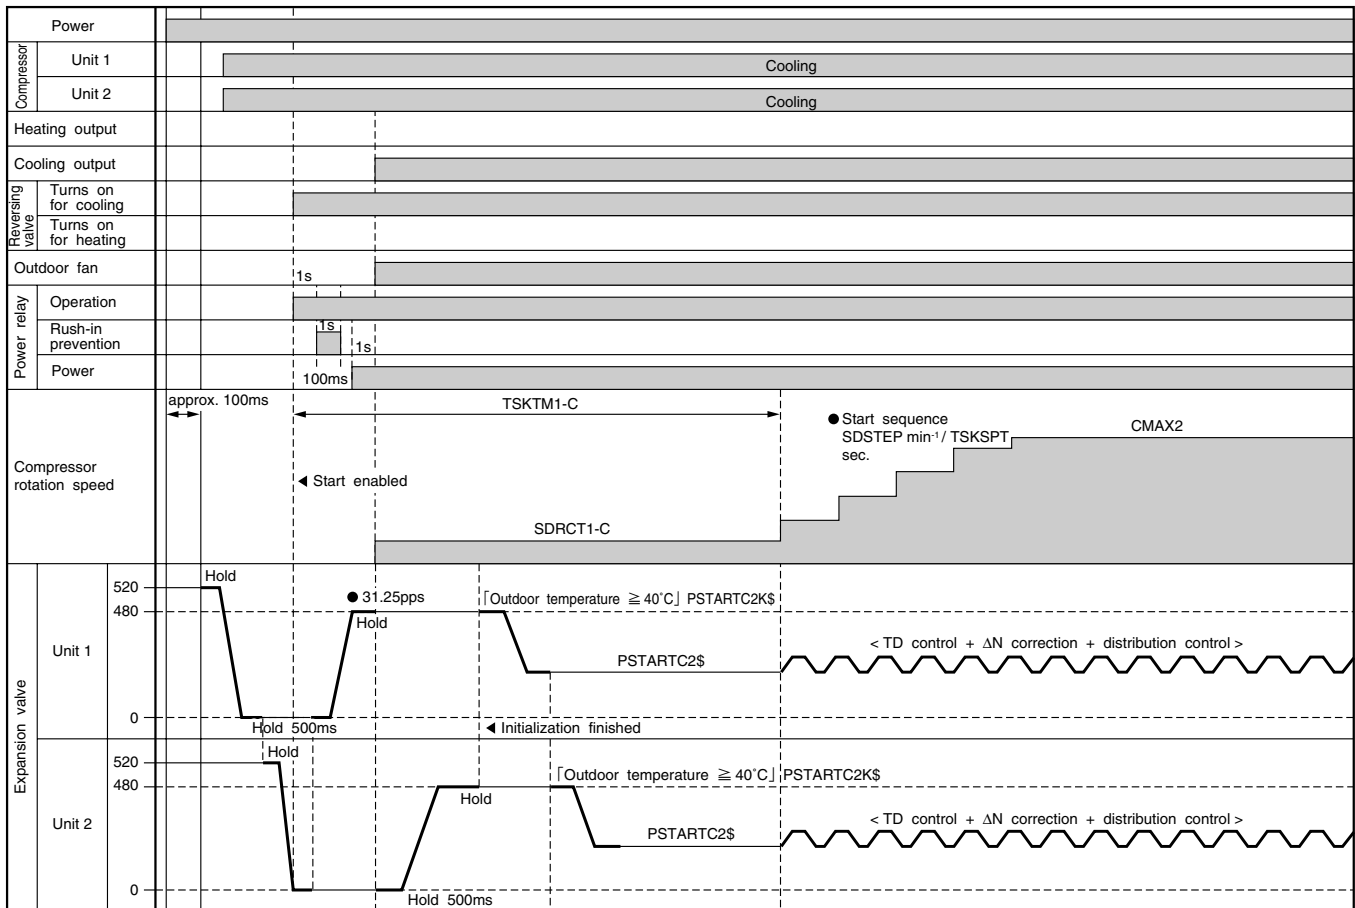 Power
Compressor
Unit 1
Cooling
Unit 2
Cooling
Heating output
Cooling output
Reversing
valve
Turns on
for cooling
Turns on
for heating
Outdoor fan
1s
Power relay
Operation
Rush-in
prevention
1s
1s
Power
100ms
approx. 100ms
TSKTM1-C
● Start sequence
SDSTEP min⁻¹ / TSKSPT
sec.
CMAX2
Compressor
rotation speed
◀ Start enabled
SDRCT1-C
Expansion valve
Unit 1
520
480
0
Hold
● 31.25pps
Hold
「Outdoor temperature ≧ 40˚C」 PSTARTC2K$
PSTARTC2$
< TD control + ΔN correction + distribution control >
Hold 500ms
◀ Initialization finished
Unit 2
520
480
0
Hold
「Outdoor temperature ≧ 40˚C」 PSTARTC2K$
Hold
PSTARTC2$
< TD control + ΔN correction + distribution control >
Hold 500ms